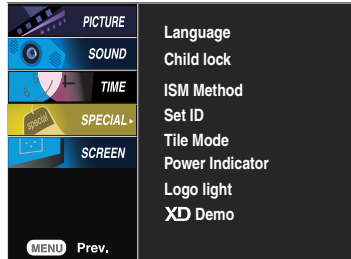 PICTURE
SOUND
TIME
SPECIAL
special
SCREEN
MENU Prev.
Language
Child lock
ISM Method
Set ID
Tile Mode
Power Indicator
Logo light
XD Demo